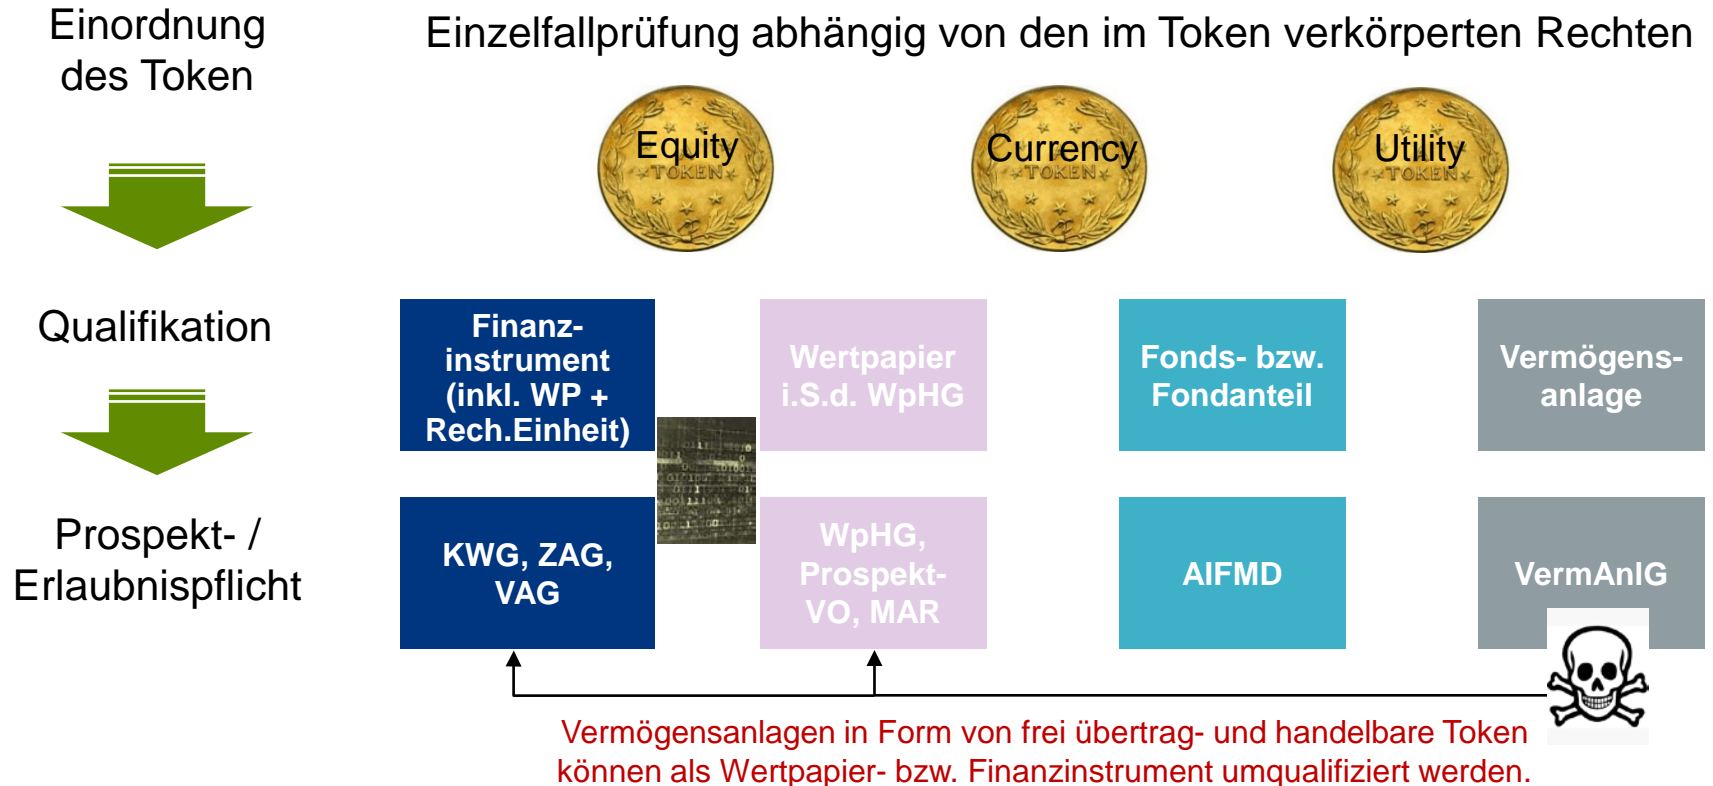 Einordnung
des Token
Einzelfallprüfung abhängig von den im Token verkörperten Rechten
Equity
TOKEN
Currency
TOKEN
Utility
TOKEN
Qualifikation
Finanz-
instrument
(inkl. WP +
Rech.Einheit)
Wertpapier
i.S.d. WpHG
Fonds- bzw.
Fondanteil
Vermögens-
anlage
Prospekt- /
Erlaubnispflicht
KWG, ZAG,
VAG
WpHG,
Prospekt-
VO, MAR
AIFMD
VermAnlG
Vermögensanlagen in Form von frei übertrag- und handelbare Token
können als Wertpapier- bzw. Finanzinstrument umqualifiziert werden.